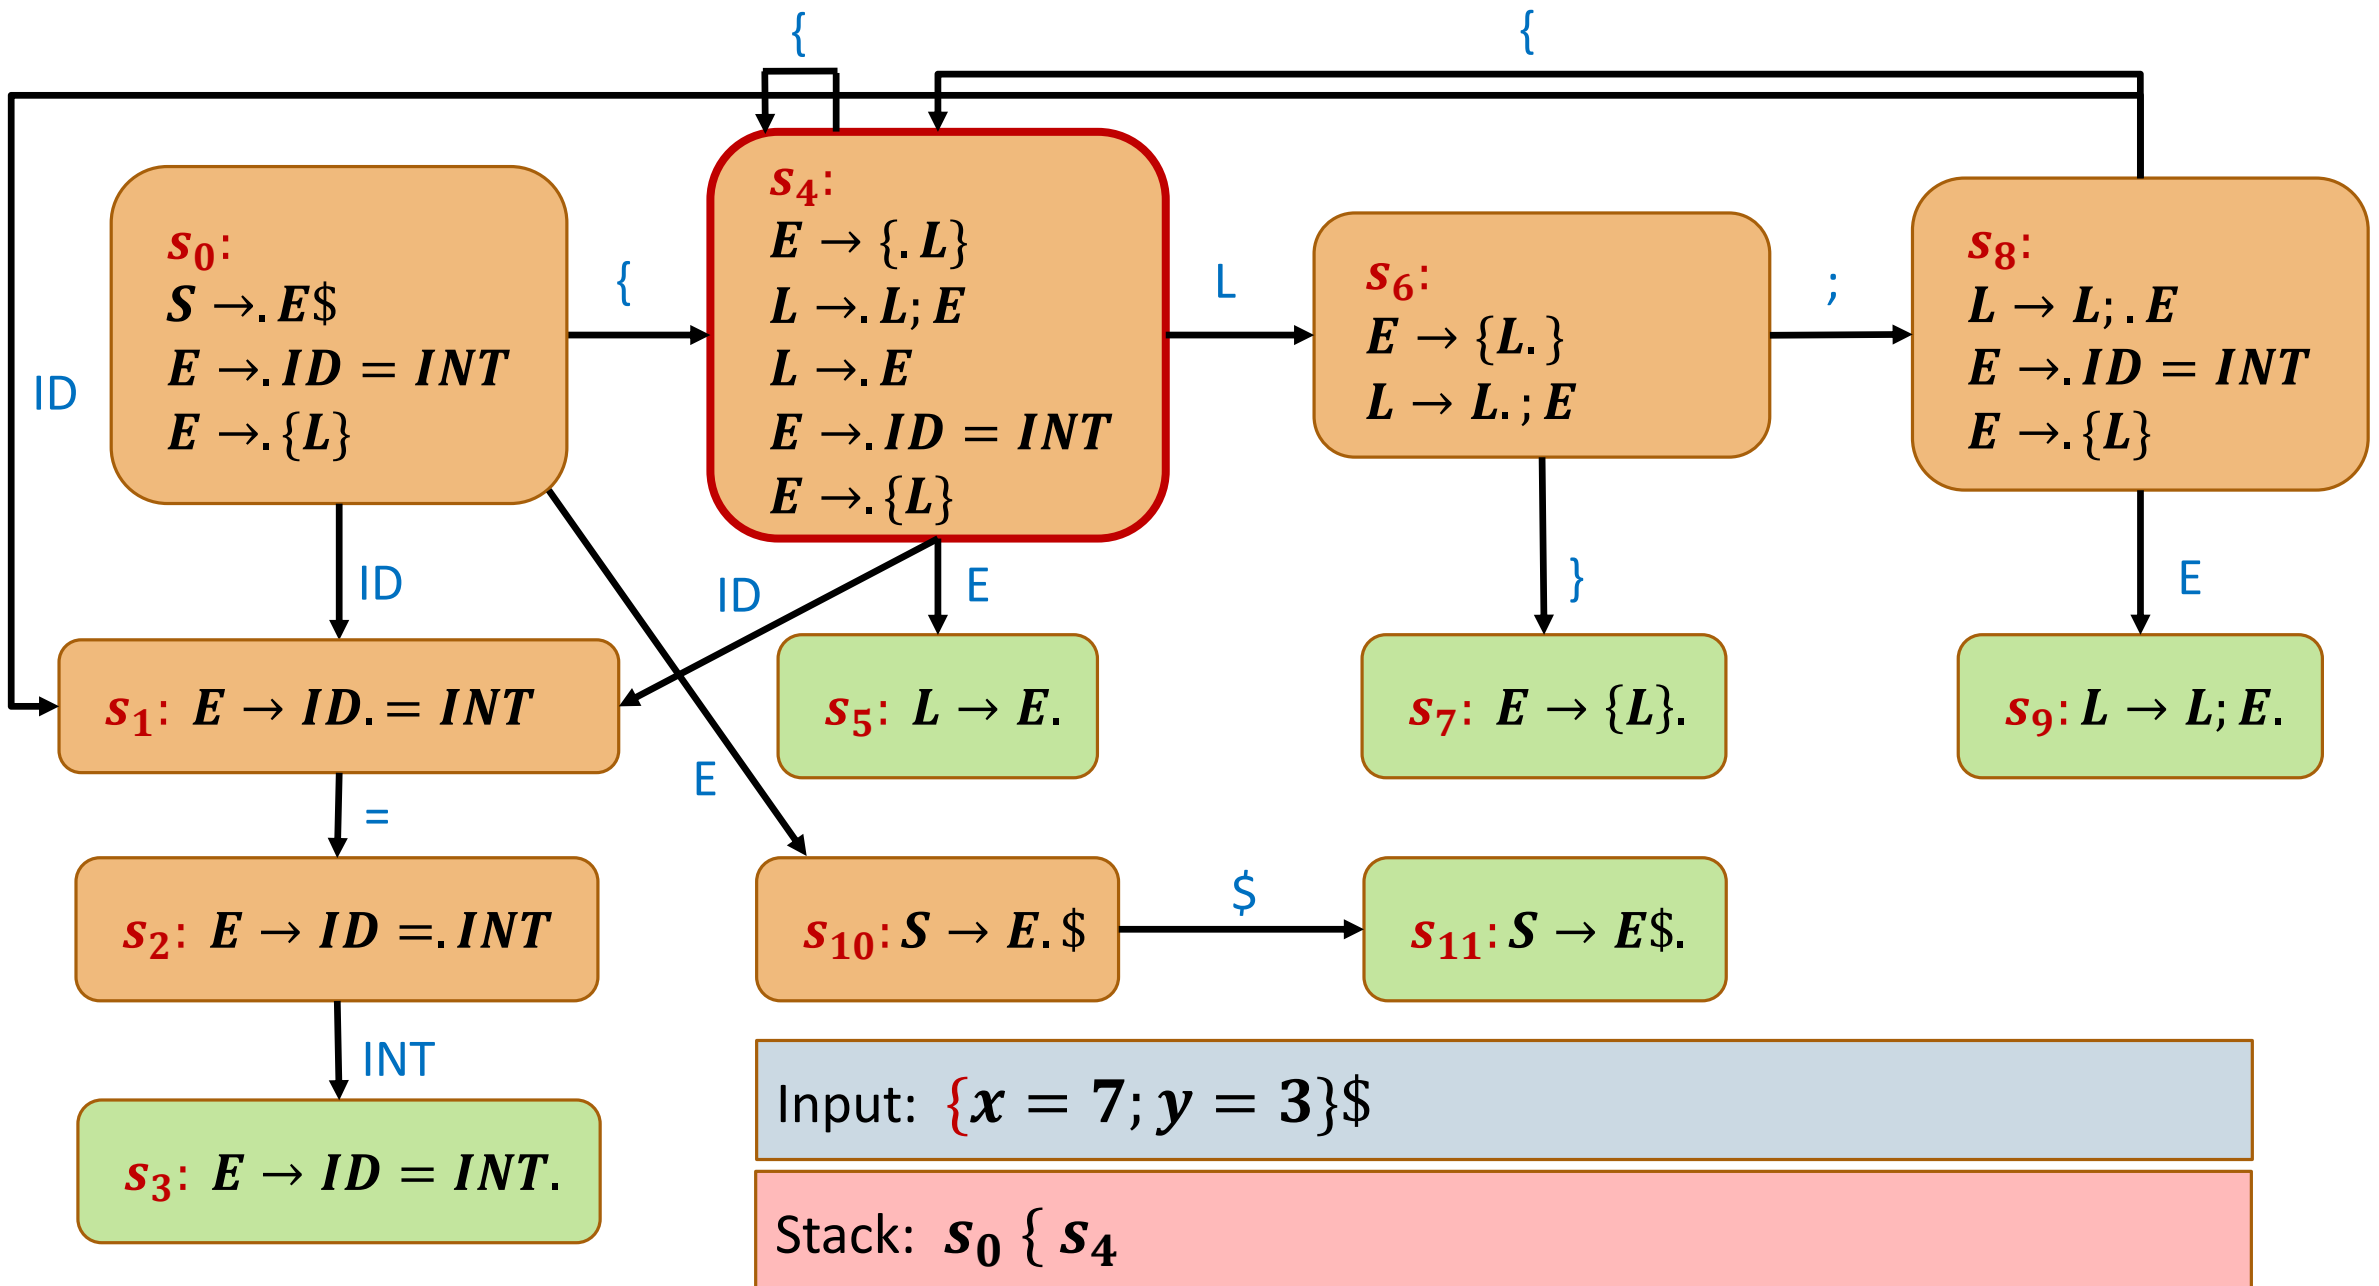 {
{
s₄:
E → {. L}
L →. L; E
L →. E
E →. ID = INT
E →. {L}
s₀:
S →. E$
E →. ID = INT
E →. {L}
{
L
s₆:
E → {L. }
L → L. ; E
;
s₈:
L → L; . E
E →. ID = INT
E →. {L}
ID
ID
ID
E
}
E
s₁: E → ID. = INT
s₅: L → E.
s₇: E → {L}.
s₉: L → L; E.
E
=
s₂: E → ID =. INT
s₁₀: S → E. $
$
s₁₁: S → E$.
INT
s₃: E → ID = INT.
Input: {x = 7; y = 3}$
Stack: s₀ { s₄